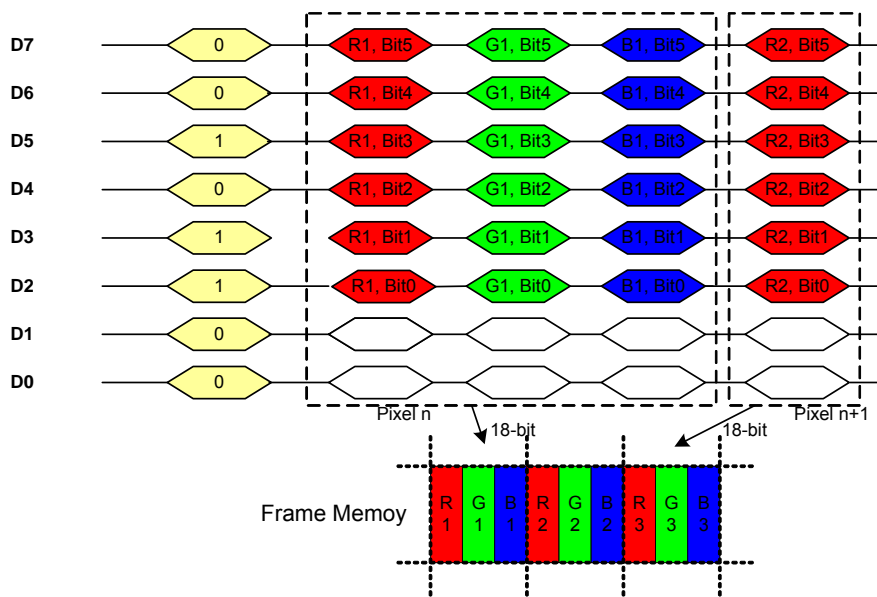 D7 0 R1, Bit5 G1, Bit5 B1, Bit5 R2, Bit5
D6 0 R1, Bit4 G1, Bit4 B1, Bit4 R2, Bit4
D5 1 R1, Bit3 G1, Bit3 B1, Bit3 R2, Bit3
D4 0 R1, Bit2 G1, Bit2 B1, Bit2 R2, Bit2
D3 1 R1, Bit1 G1, Bit1 B1, Bit1 R2, Bit1
D2 1 R1, Bit0 G1, Bit0 B1, Bit0 R2, Bit0
D1 0
D0 0
Pixel n Pixel n+1
18-bit 18-bit
Frame Memoy
R G B R G B R G B
1 1 1 2 2 2 3 3 3